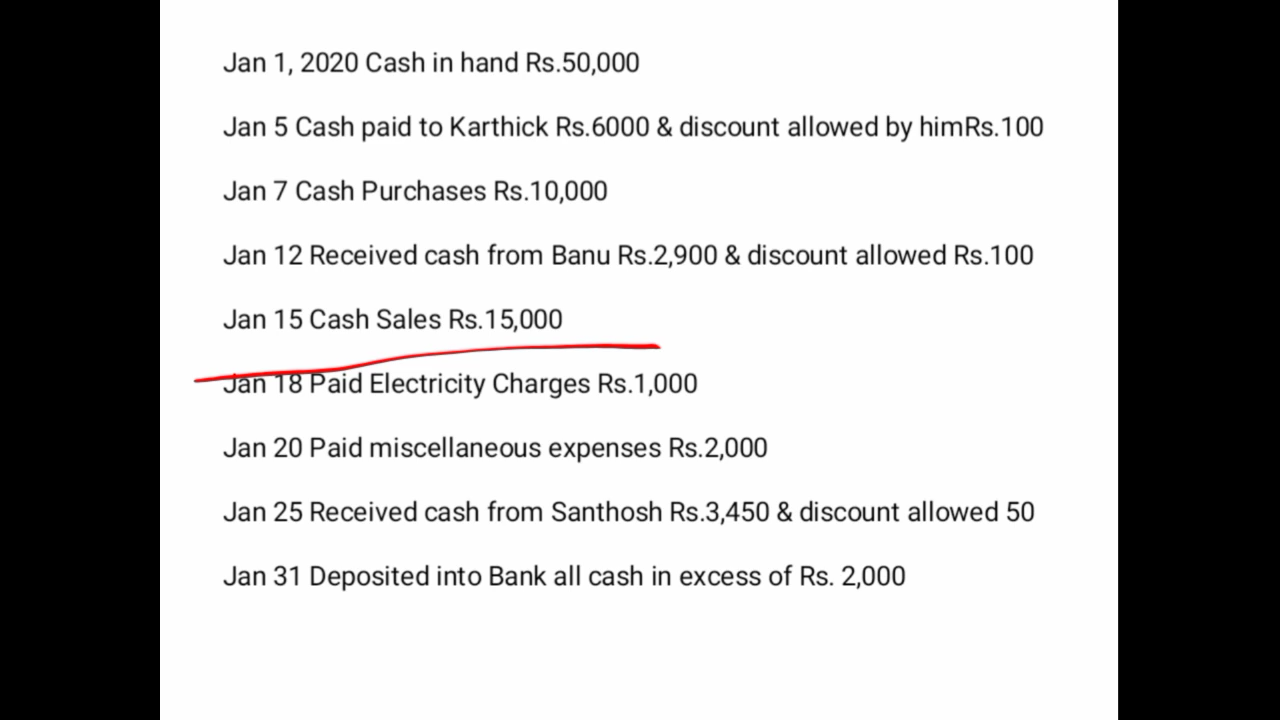 Jan 1, 2020 Cash in hand Rs.50,000
Jan 5 Cash paid to Karthick Rs.6000 & discount allowed by himRs.100
Jan 7 Cash Purchases Rs.10,000
Jan 12 Received cash from Banu Rs.2,900 & discount allowed Rs.100
Jan 15 Cash Sales Rs.15,000
Jan 18 Paid Electricity Charges Rs.1,000
Jan 20 Paid miscellaneous expenses Rs.2,000
Jan 25 Received cash from Santhosh Rs.3,450 & discount allowed 50
Jan 31 Deposited into Bank all cash in excess of Rs. 2,000